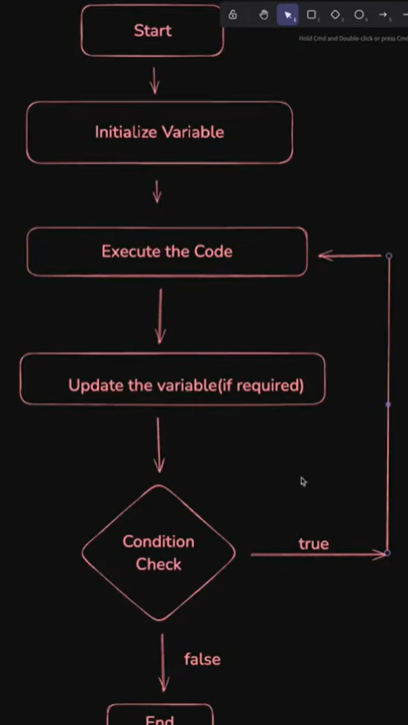 Start
Hold Cmd and Double-click or press Cmd
Initialize Variable
Execute the Code
Update the variable(if required)
Condition
Check
true
false
End